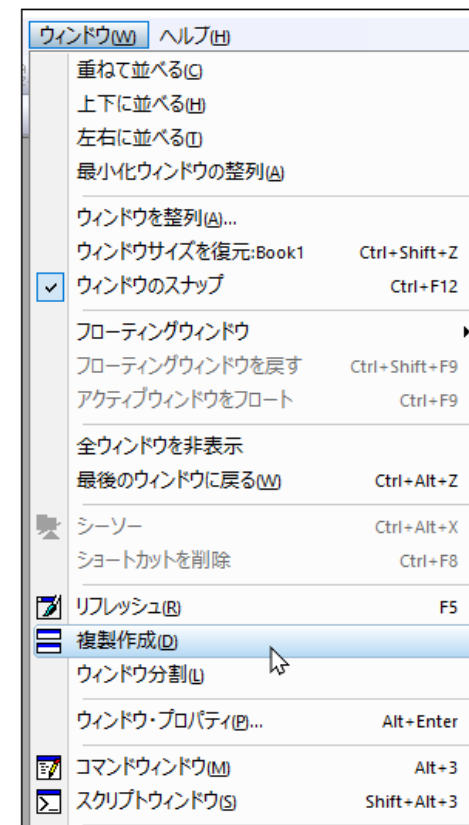 ウィンドウ(W) ヘルプ(H)
重ねて並べる(C)
上下に並べる(H)
左右に並べる(T)
最小化ウィンドウの整列(A)
ウィンドウを整列(A)...
ウィンドウサイズを復元:Book1 Ctrl+Shift+Z
ウィンドウのスナップ Ctrl+F12
フローティングウィンドウ
フローティングウィンドウを戻す Ctrl+Shift+F9
アクティブウィンドウをフロート Ctrl+F9
全ウィンドウを非表示
最後のウィンドウに戻る(W) Ctrl+Alt+Z
シーソー Ctrl+Alt+X
ショートカットを削除 Ctrl+F8
リフレッシュ(R) F5
複製作成(D)
ウィンドウ分割(L)
ウィンドウ・プロパティ(P)... Alt+Enter
コマンドウィンドウ(M) Alt+3
スクリプトウィンドウ(S) Shift+Alt+3